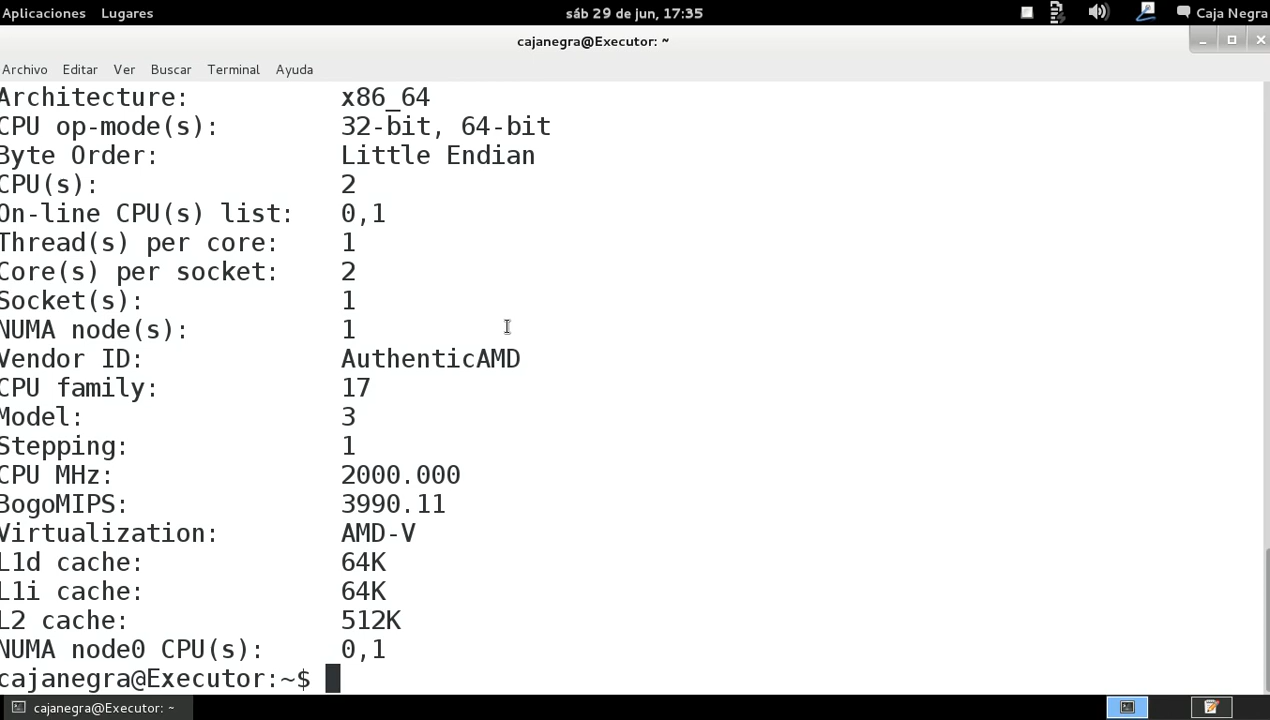 Aplicaciones Lugares sáb 29 de jun, 17:35 Caja Negra
cajanegra@Executor: ~
Archivo Editar Ver Buscar Terminal Ayuda
Architecture: x86_64
CPU op-mode(s): 32-bit, 64-bit
Byte Order: Little Endian
CPU(s): 2
On-line CPU(s) list: 0,1
Thread(s) per core: 1
Core(s) per socket: 2
Socket(s): 1
NUMA node(s): 1
Vendor ID: AuthenticAMD
CPU family: 17
Model: 3
Stepping: 1
CPU MHz: 2000.000
BogoMIPS: 3990.11
Virtualization: AMD-V
L1d cache: 64K
L1i cache: 64K
L2 cache: 512K
NUMA node0 CPU(s): 0,1
cajanegra@Executor:~$
cajanegra@Executor: ~